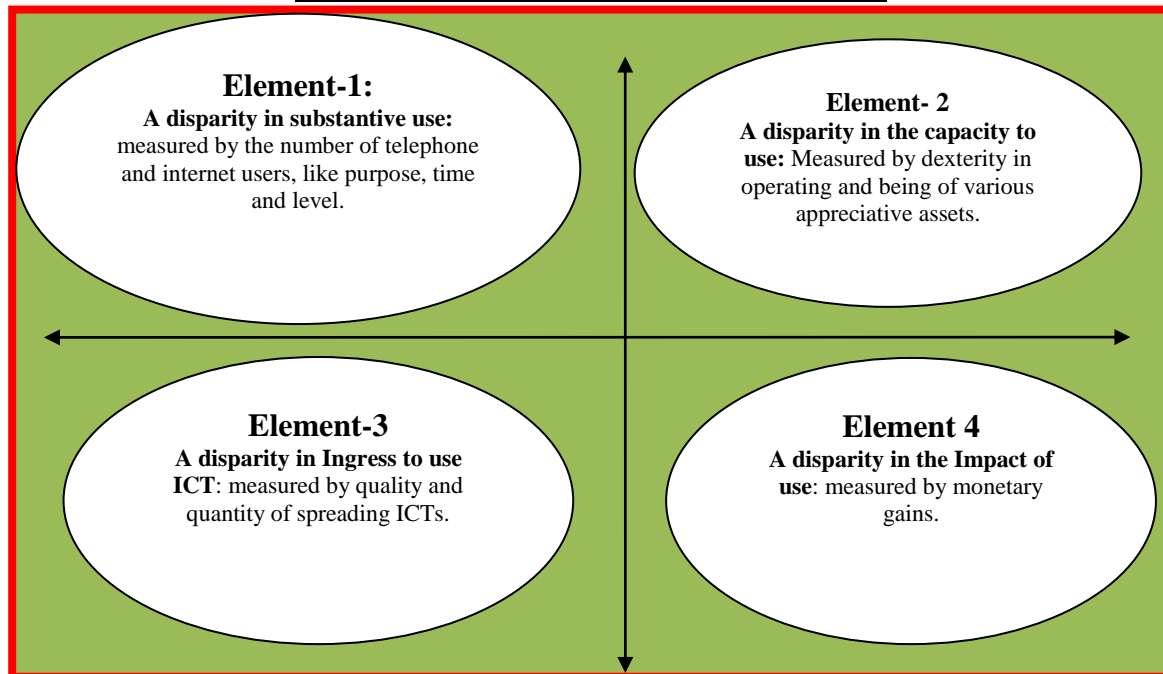 Element-1:
A disparity in substantive use:
measured by the number of telephone
and internet users, like purpose, time
and level.
Element- 2
A disparity in the capacity to
use: Measured by dexterity in
operating and being of various
appreciative assets.
Element-3
A disparity in Ingress to use
ICT: measured by quality and
quantity of spreading ICTs.
Element 4
A disparity in the Impact of
use: measured by monetary
gains.